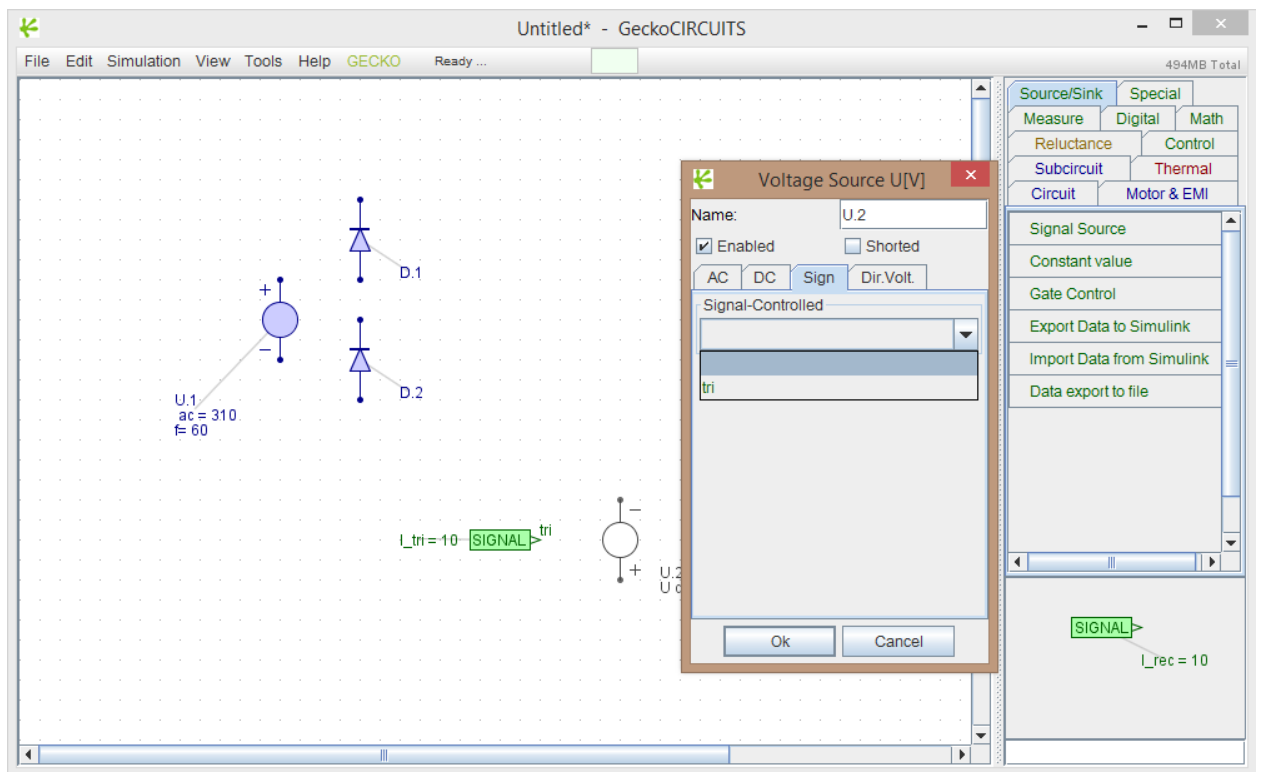 Untitled* - GeckoCIRCUITS
File Edit Simulation View Tools Help GECKO Ready ... 494MB Total
Source/Sink Special
Measure Digital Math
Reluctance Control
Subcircuit Thermal
Circuit Motor & EMI
Signal Source
Constant value
Gate Control
Export Data to Simulink
Import Data from Simulink
Data export to file
SIGNAL
I_rec = 10
Voltage Source U[V]
Name: U.2
Enabled Shorted
AC DC Sign Dir.Volt.
Signal-Controlled
tri
Ok Cancel
D.1
+
−
D.2
U.1
ac = 310
f= 60
I_tri = 10 SIGNAL tri
−
+
U.2
U